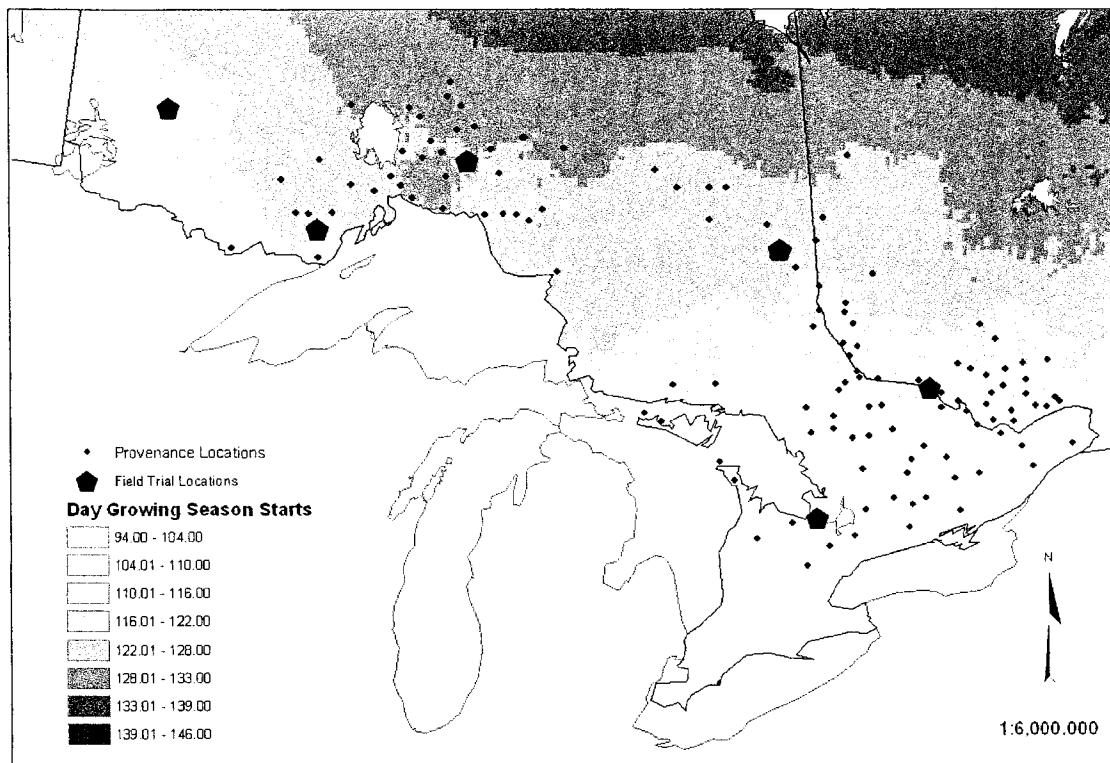 Provenance Locations
Field Trial Locations
Day Growing Season Starts
94.00 - 104.00
104.01 - 110.00
110.01 - 116.00
116.01 - 122.00
122.01 - 128.00
128.01 - 133.00
133.01 - 139.00
139.01 - 146.00
N
1:6,000,000